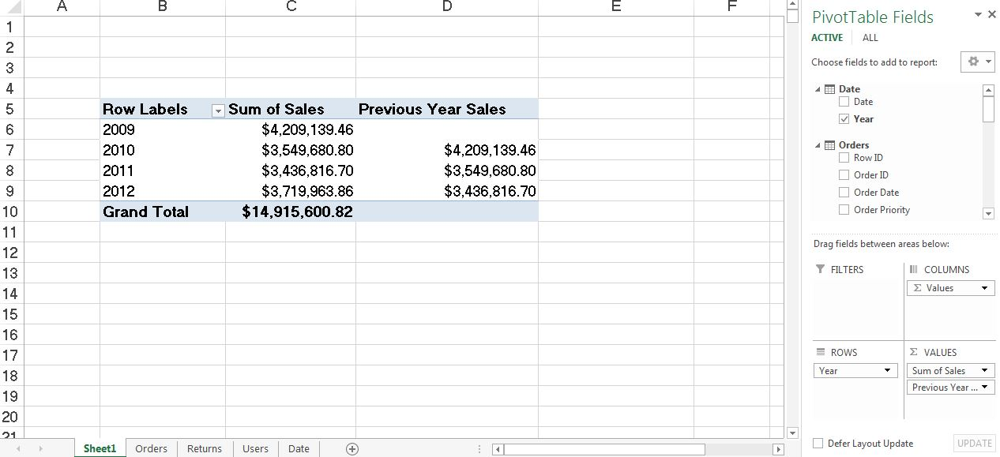 A B C D E F
PivotTable Fields
ACTIVE ALL
Choose fields to add to report:
Date
Date
Year
Orders
Row ID
Order ID
Order Date
Order Priority
Drag fields between areas below:
FILTERS
COLUMNS
Σ Values
ROWS
Year
Σ VALUES
Sum of Sales
Previous Year ...
Defer Layout Update
UPDATE
1
2
3
4
5 Row Labels Sum of Sales Previous Year Sales
6 2009 $4,209,139.46
7 2010 $3,549,680.80 $4,209,139.46
8 2011 $3,436,816.70 $3,549,680.80
9 2012 $3,719,963.86 $3,436,816.70
10 Grand Total $14,915,600.82
11
12
13
14
15
16
17
18
19
20
21
Sheet1 Orders Returns Users Date